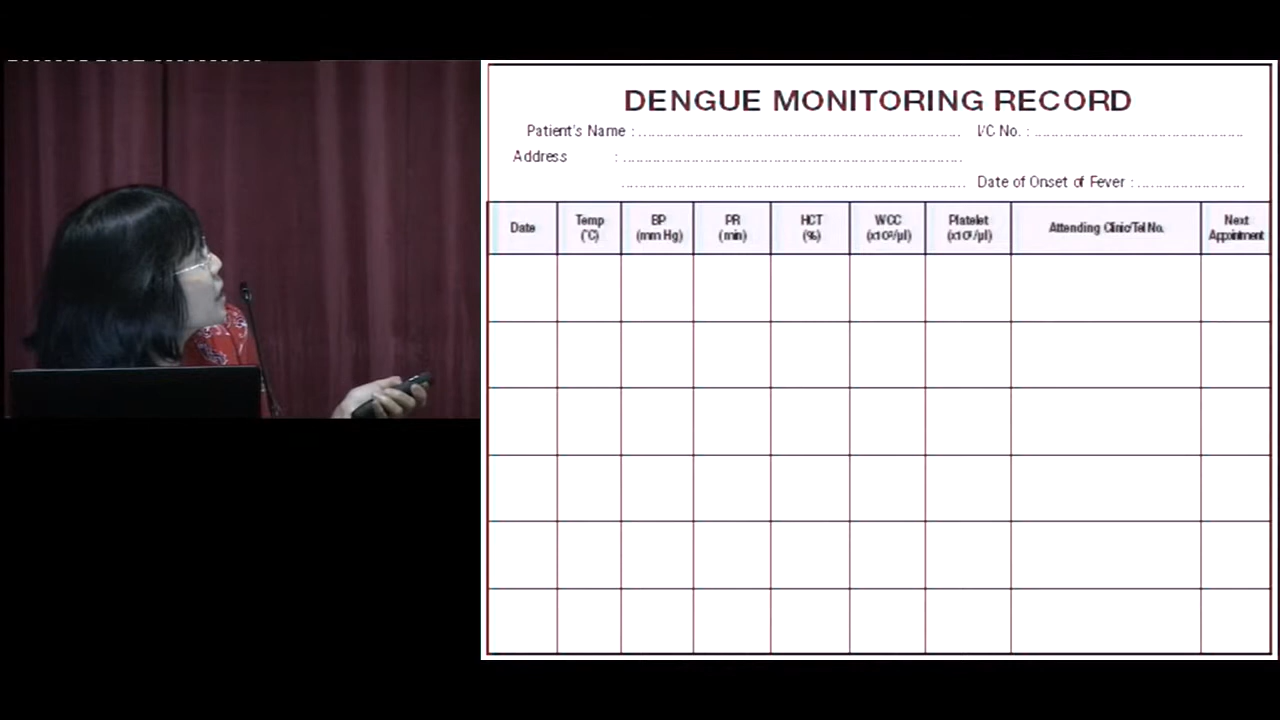 DENGUE MONITORING RECORD
Patient's Name : I/C No. :
Address :
Date of Onset of Fever :
Date Temp (°C) BP (mm Hg) PR (min) HCT (%) WCC (x10³/µl) Platelet (x10³/µl) Attending Clinic/Tel No. Next Appointment